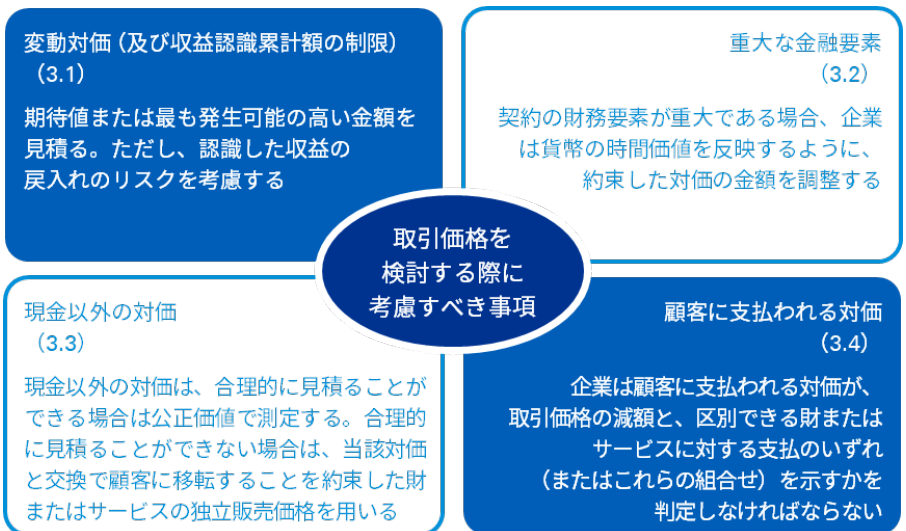 変動対価（及び収益認識累計額の制限）
（3.1）
期待値または最も発生可能の高い金額を
見積る。ただし、認識した収益の
戻入れのリスクを考慮する
重大な金融要素
（3.2）
契約の財務要素が重大である場合、企業
は貨幣の時間価値を反映するように、
約束した対価の金額を調整する
取引価格を
検討する際に
考慮すべき事項
現金以外の対価
（3.3）
現金以外の対価は、合理的に見積ることが
できる場合は公正価値で測定する。合理的
に見積ることができない場合は、当該対価
と交換で顧客に移転することを約束した財
またはサービスの独立販売価格を用いる
顧客に支払われる対価
（3.4）
企業は顧客に支払われる対価が、
取引価格の減額と、区別できる財または
サービスに対する支払のいずれ
（またはこれらの組合せ）を示すかを
判定しなければならない